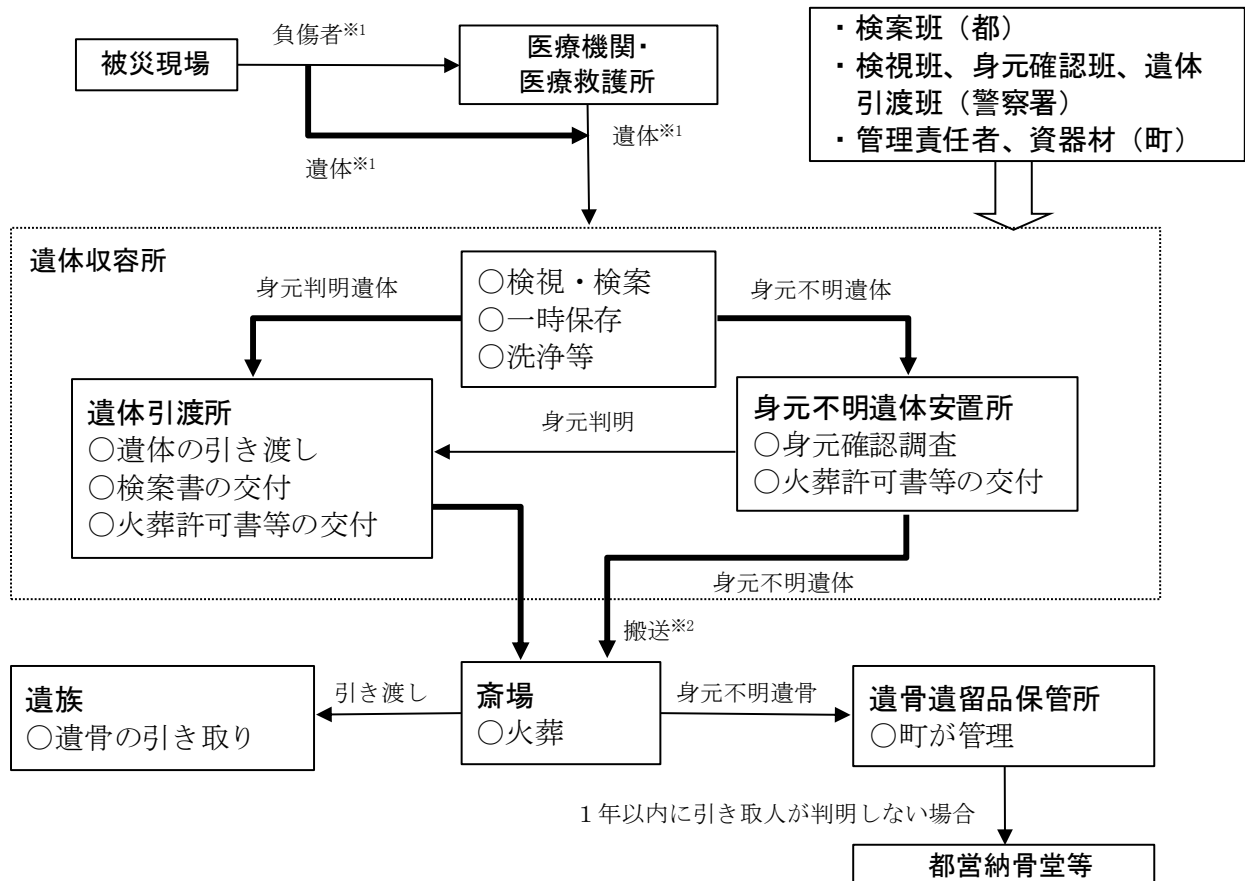 負傷者※1
被災現場
医療機関・
医療救護所
遺体※1
遺体※1
・検案班（都）
・検視班、身元確認班、遺体
引渡班（警察署）
・管理責任者、資器材（町）
遺体収容所
身元判明遺体
○検視・検案
○一時保存
○洗浄等
身元不明遺体
遺体引渡所
○遺体の引き渡し
○検案書の交付
○火葬許可書等の交付
身元判明
身元不明遺体安置所
○身元確認調査
○火葬許可書等の交付
身元不明遺体
搬送※2
遺族
○遺骨の引き取り
引き渡し
斎場
○火葬
身元不明遺骨
遺骨遺留品保管所
○町が管理
１年以内に引き取人が判明しない場合
都営納骨堂等